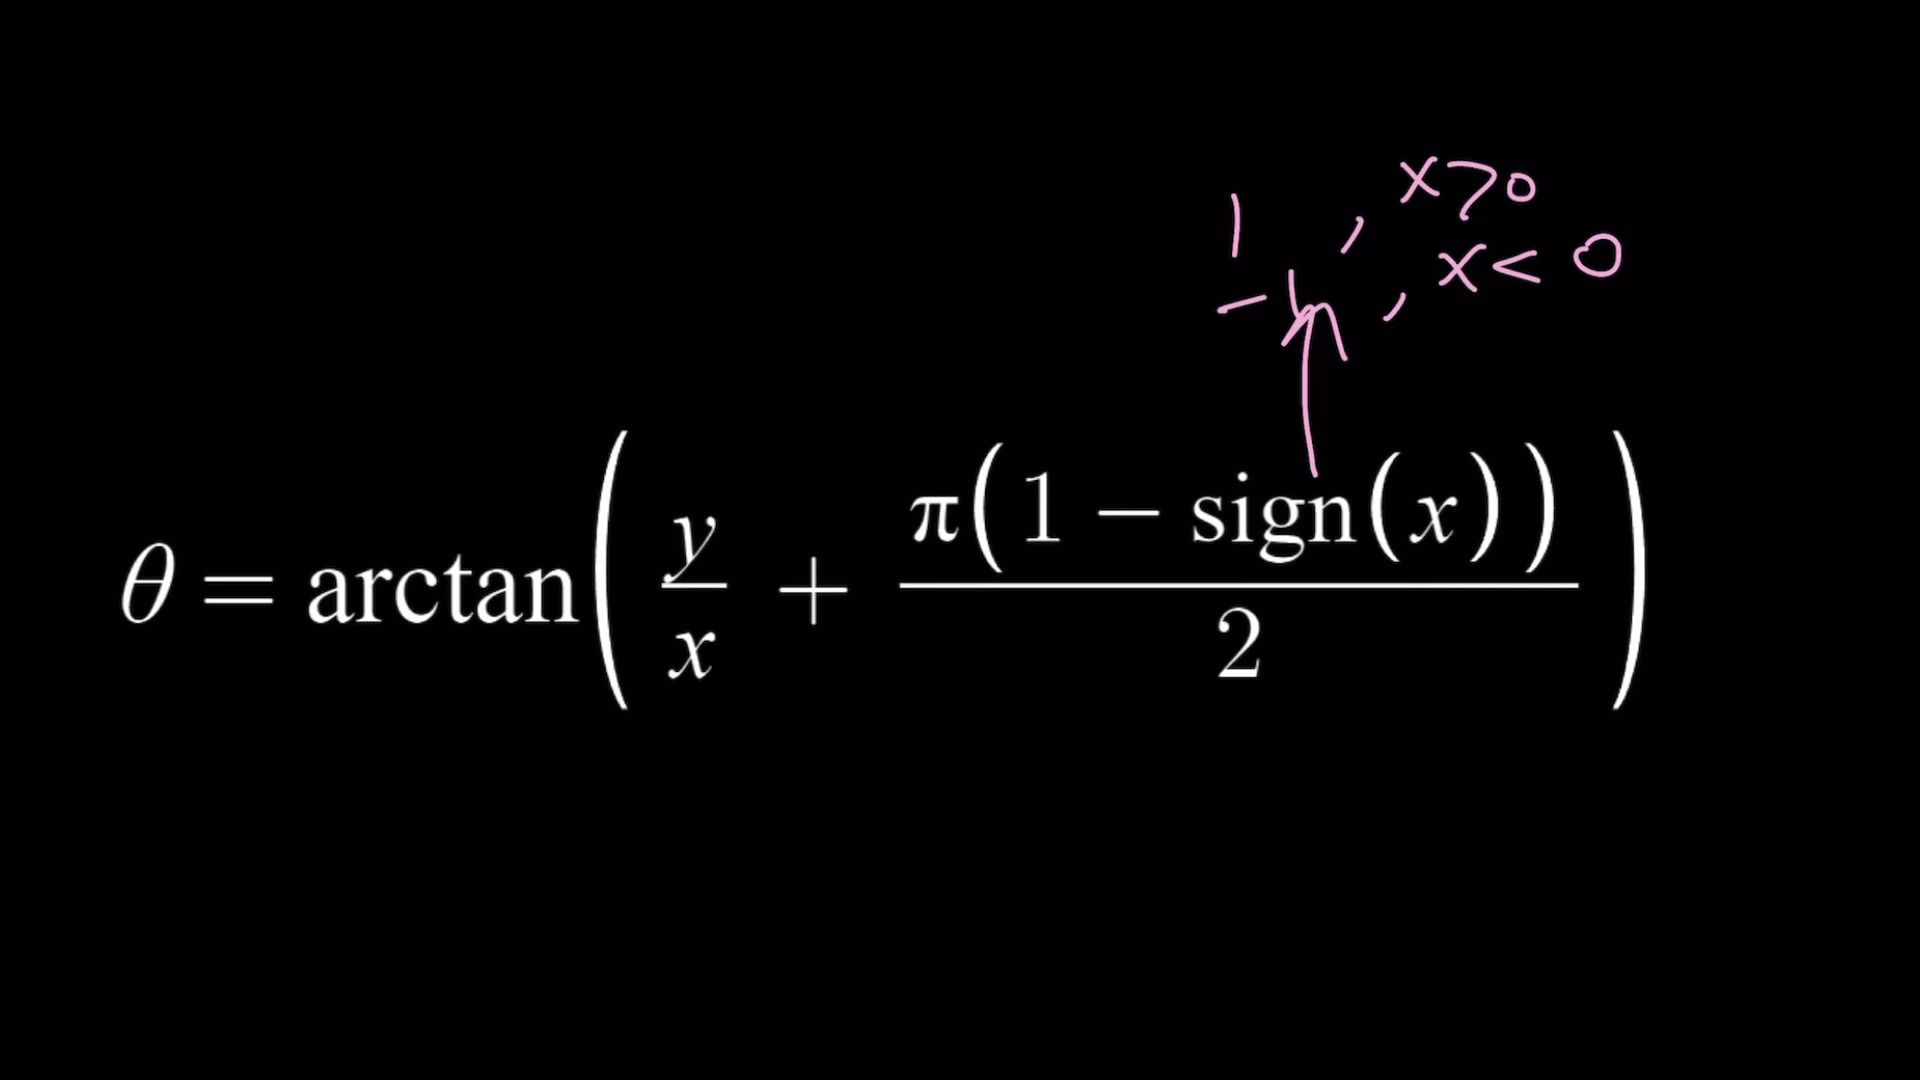 1 , x>0
-1 , x<0
θ = arctan( y/x + π(1 − sign(x))/2 )